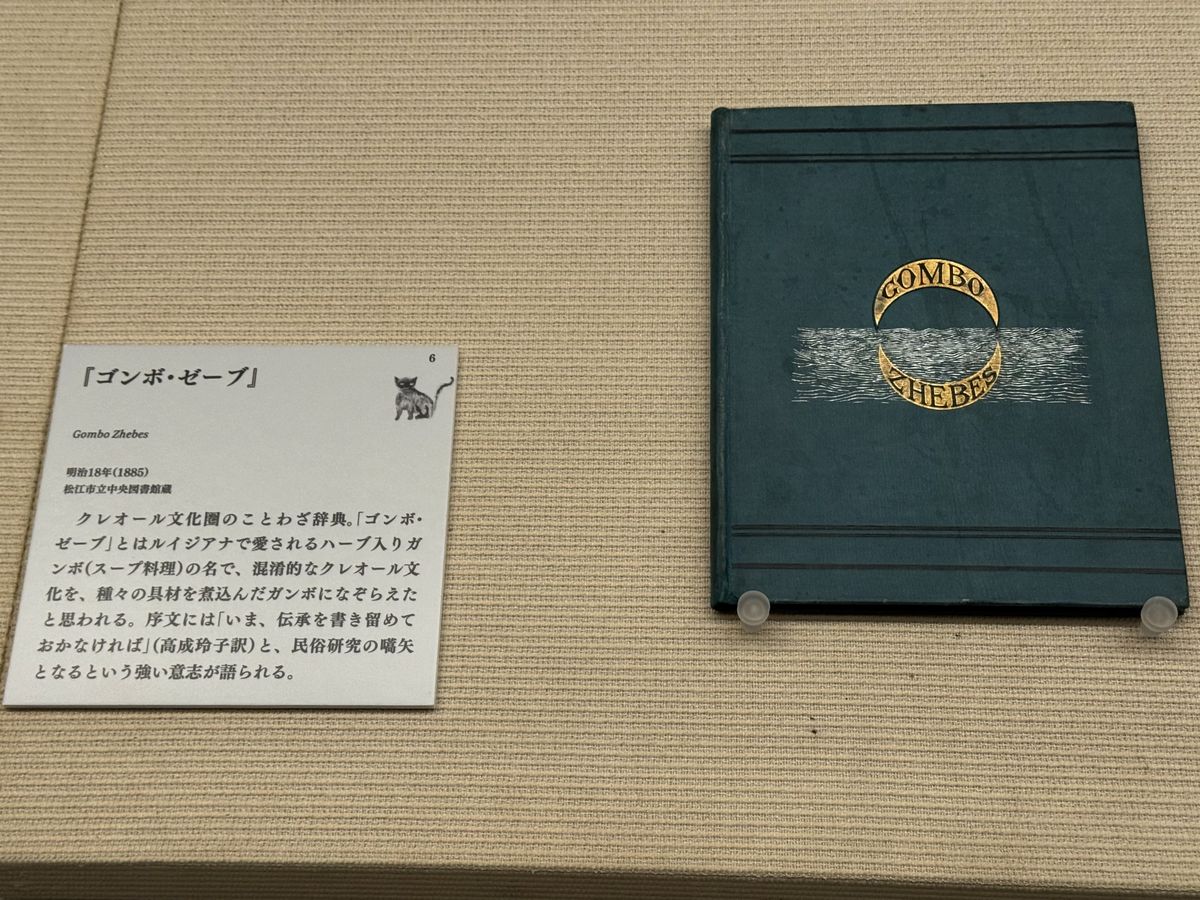 6
『ゴンボ・ゼーブ』
Gombo Zhebes
明治18年(1885)
松江市立中央図書館蔵
クレオール文化圏のことわざ辞典。「ゴンボ・
ゼーブ」とはルイジアナで愛されるハーブ入りガ
ンボ(スープ料理)の名で、混淆的なクレオール文
化を、種々の具材を煮込んだガンボになぞらえた
と思われる。序文には「いま、伝承を書き留めて
おかなければ」(高成玲子訳)と、民俗研究の嚆矢
となるという強い意志が語られる。
GOMBO
ZHEBES